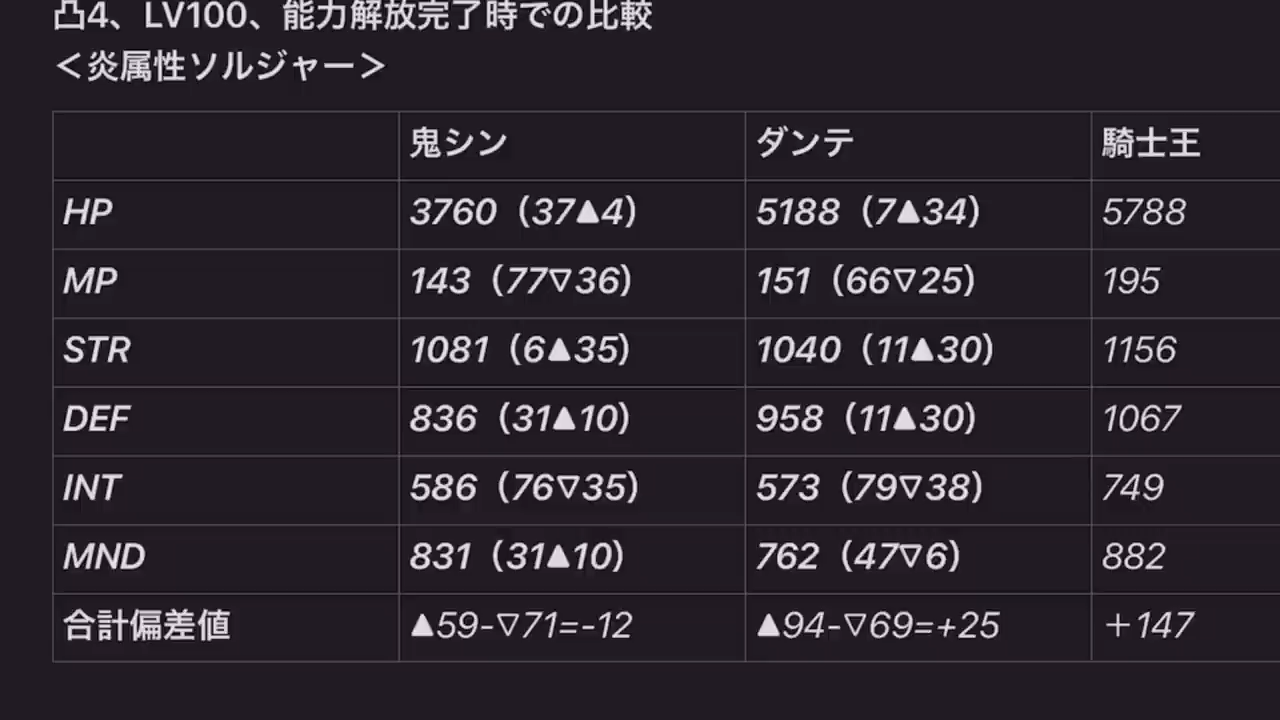 凸4、LV100、能力解放完了時での比較
＜炎属性ソルジャー＞
鬼シン ダンテ 騎士王
HP 3760（37▲4） 5188（7▲34） 5788
MP 143（77▽36） 151（66▽25） 195
STR 1081（6▲35） 1040（11▲30） 1156
DEF 836（31▲10） 958（11▲30） 1067
INT 586（76▽35） 573（79▽38） 749
MND 831（31▲10） 762（47▽6） 882
合計偏差値 ▲59-▽71=-12 ▲94-▽69=+25 ＋147